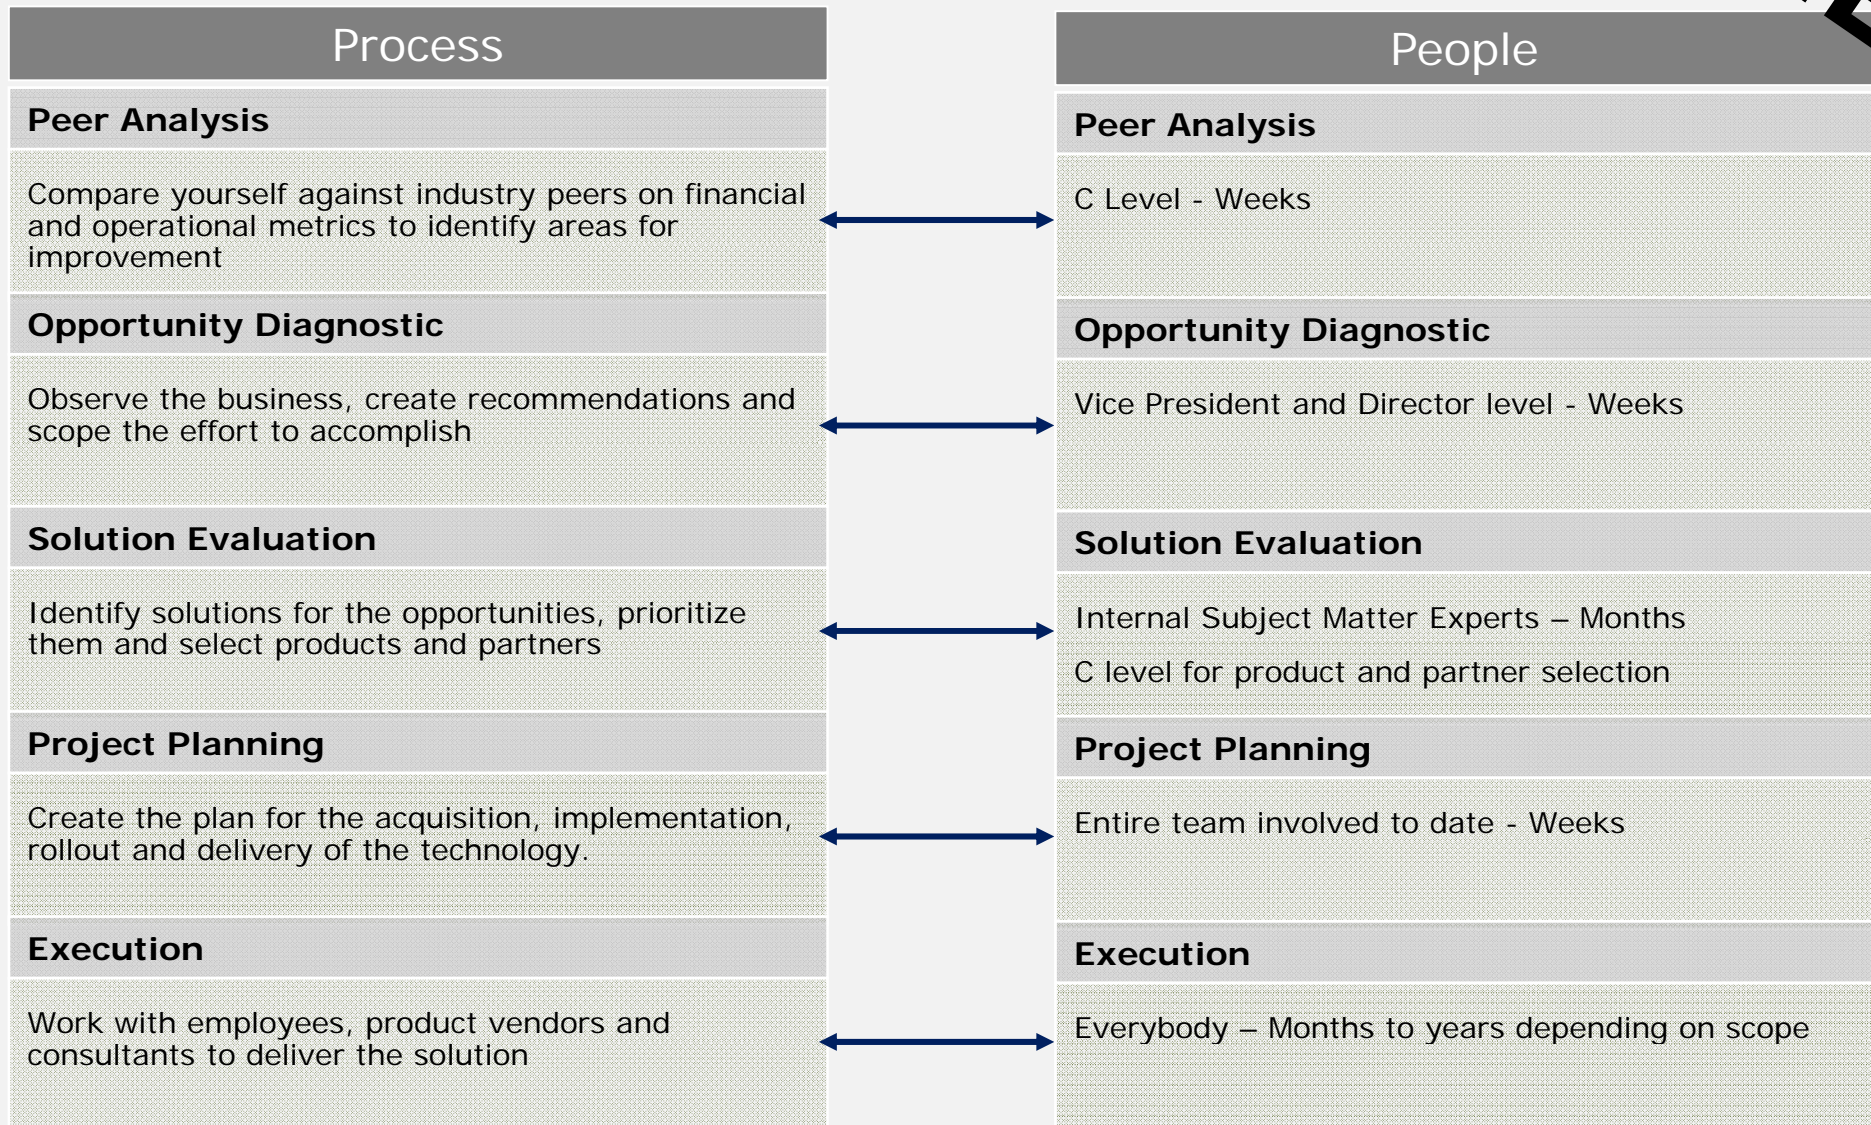 Process
Peer Analysis
Compare yourself against industry peers on financial
and operational metrics to identify areas for
improvement
Opportunity Diagnostic
Observe the business, create recommendations and
scope the effort to accomplish
Solution Evaluation
Identify solutions for the opportunities, prioritize
them and select products and partners
Project Planning
Create the plan for the acquisition, implementation,
rollout and delivery of the technology.
Execution
Work with employees, product vendors and
consultants to deliver the solution
People
Peer Analysis
C Level - Weeks
Opportunity Diagnostic
Vice President and Director level - Weeks
Solution Evaluation
Internal Subject Matter Experts – Months
C level for product and partner selection
Project Planning
Entire team involved to date - Weeks
Execution
Everybody – Months to years depending on scope